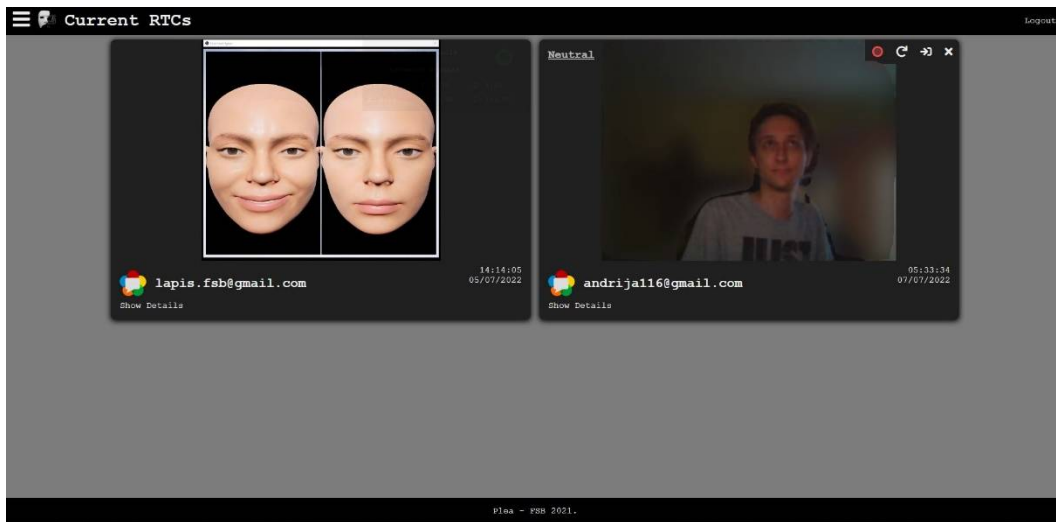 Current RTCs
Logout
Neutral
lapis.fsb@gmail.com
14:14:05
05/07/2022
Show Details
andrija116@gmail.com
05:33:34
07/07/2022
Show Details
Plea - FSB 2021.